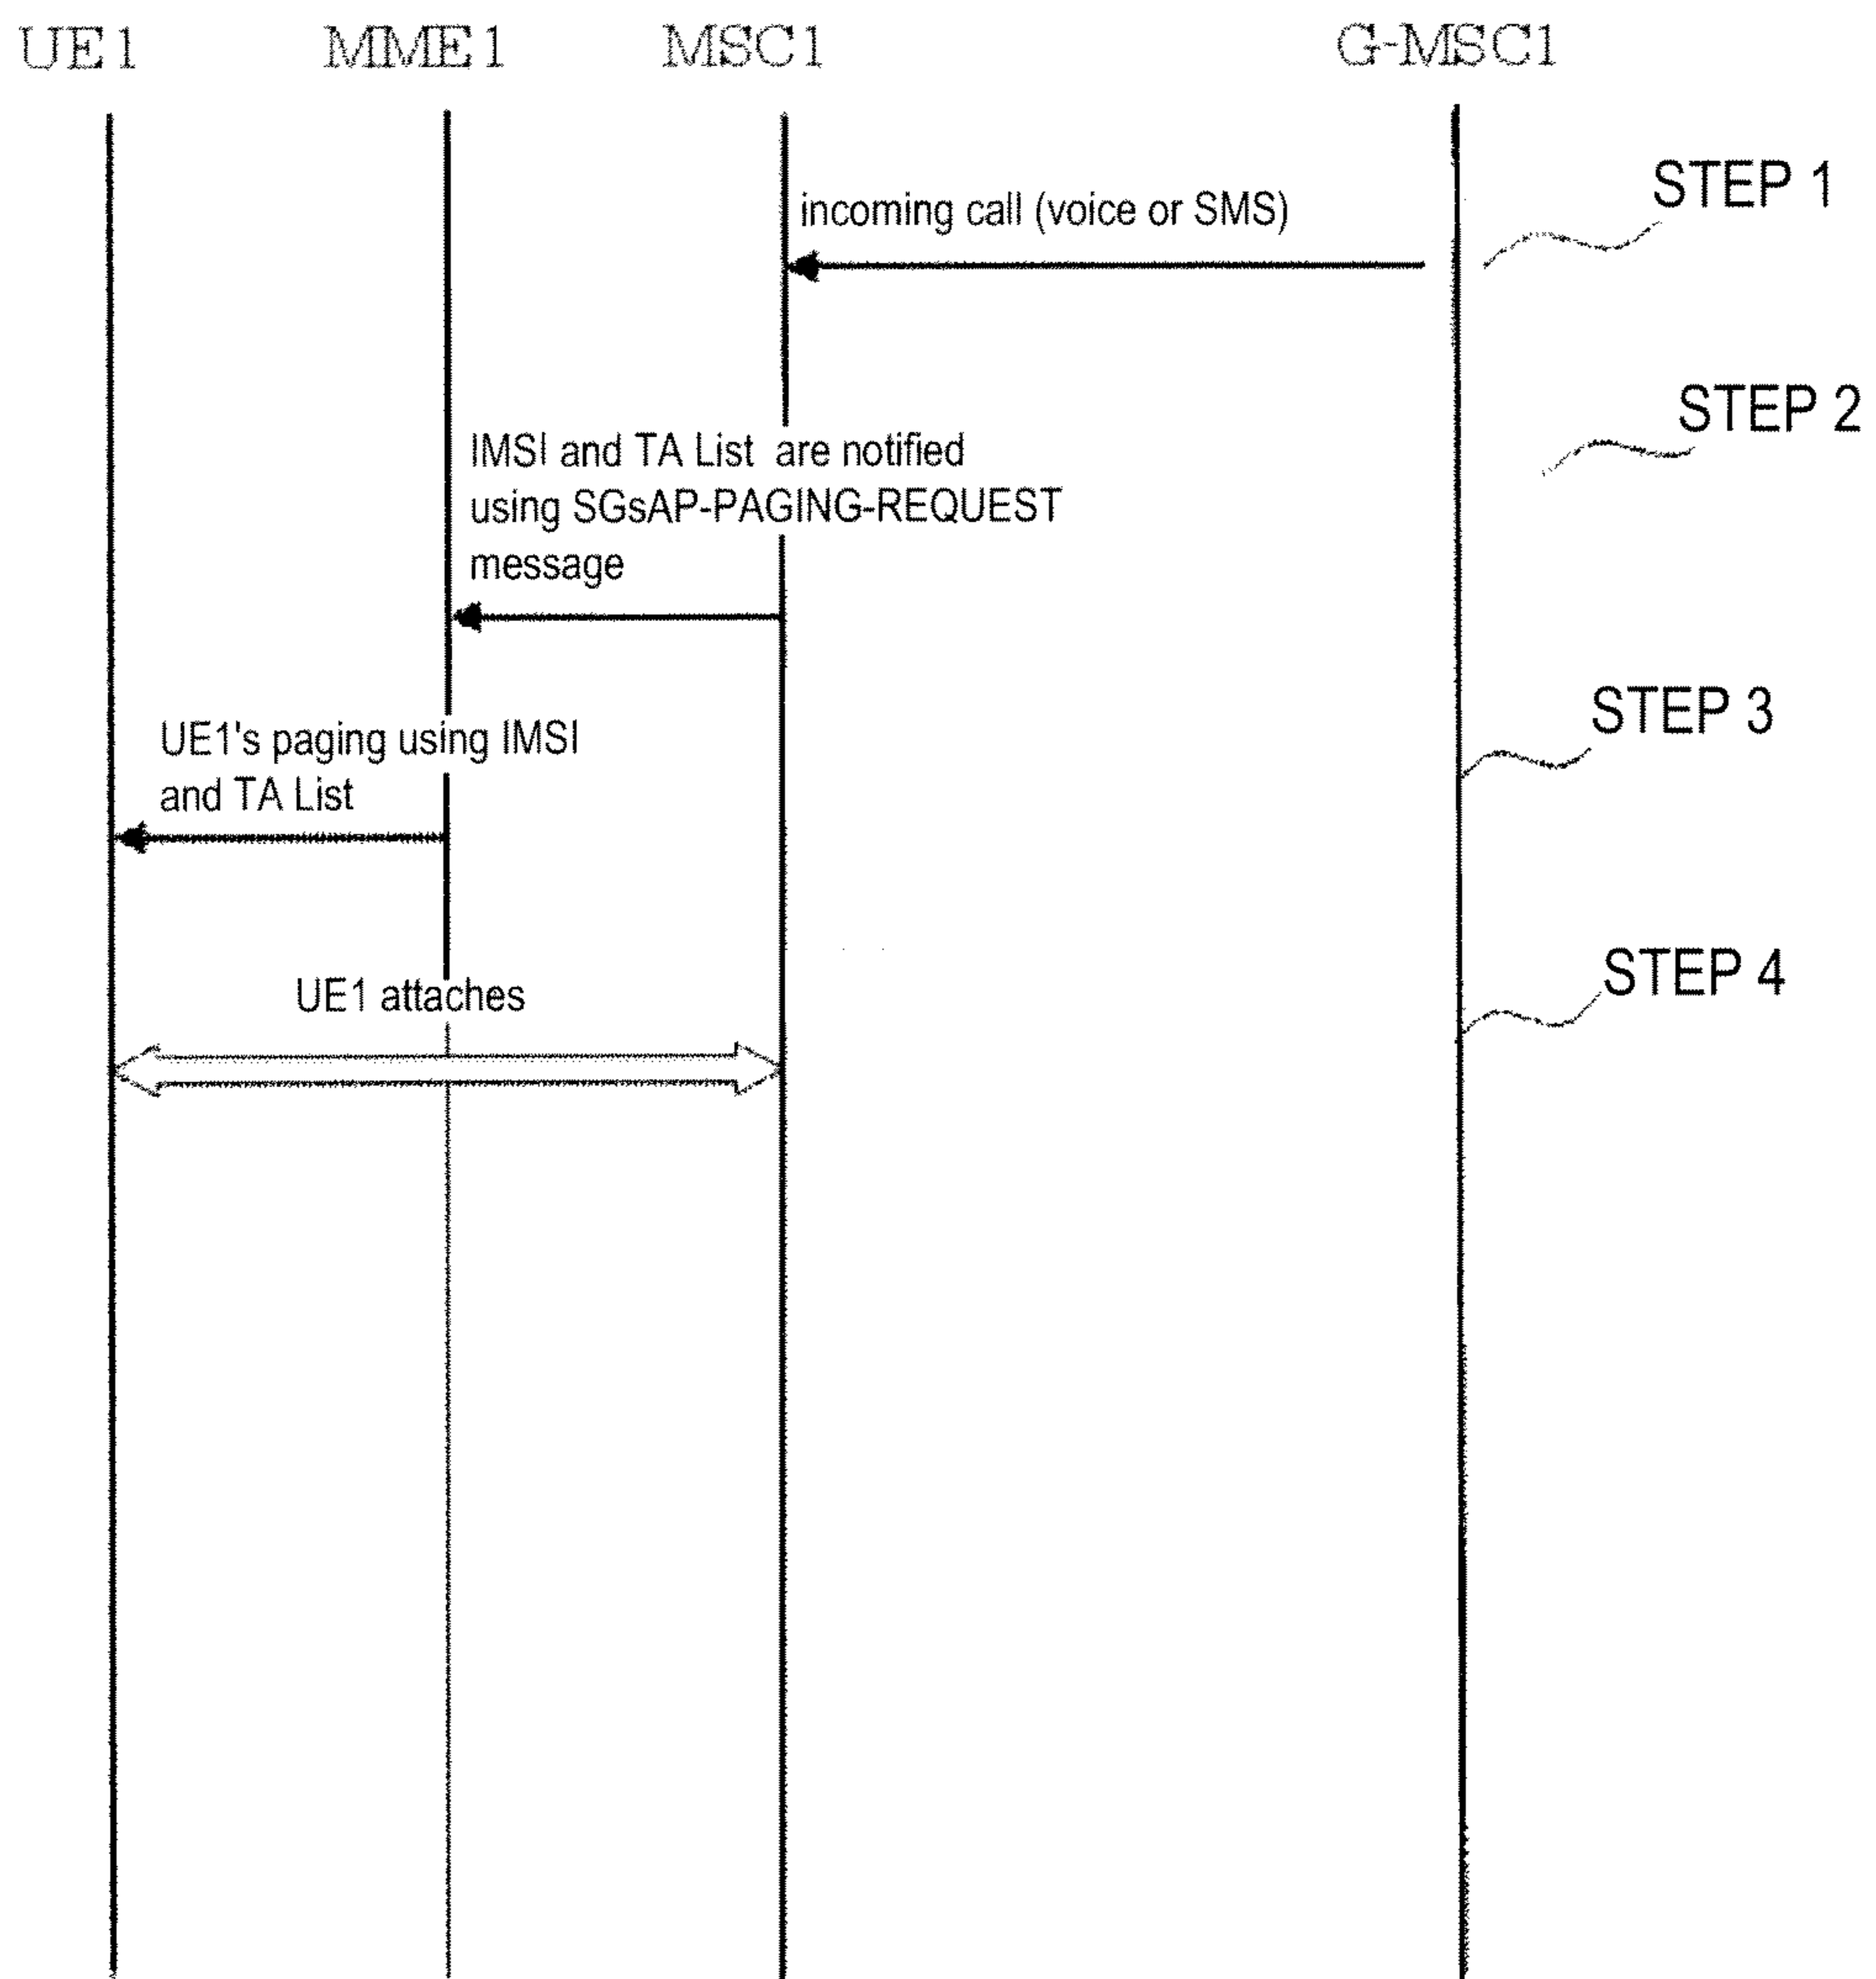 UE1 MME1 MSC1 G-MSC1
STEP 1
incoming call (voice or SMS)
STEP 2
IMSI and TA List are notified
using SGsAP-PAGING-REQUEST
message
STEP 3
UE1's paging using IMSI
and TA List
STEP 4
UE1 attaches